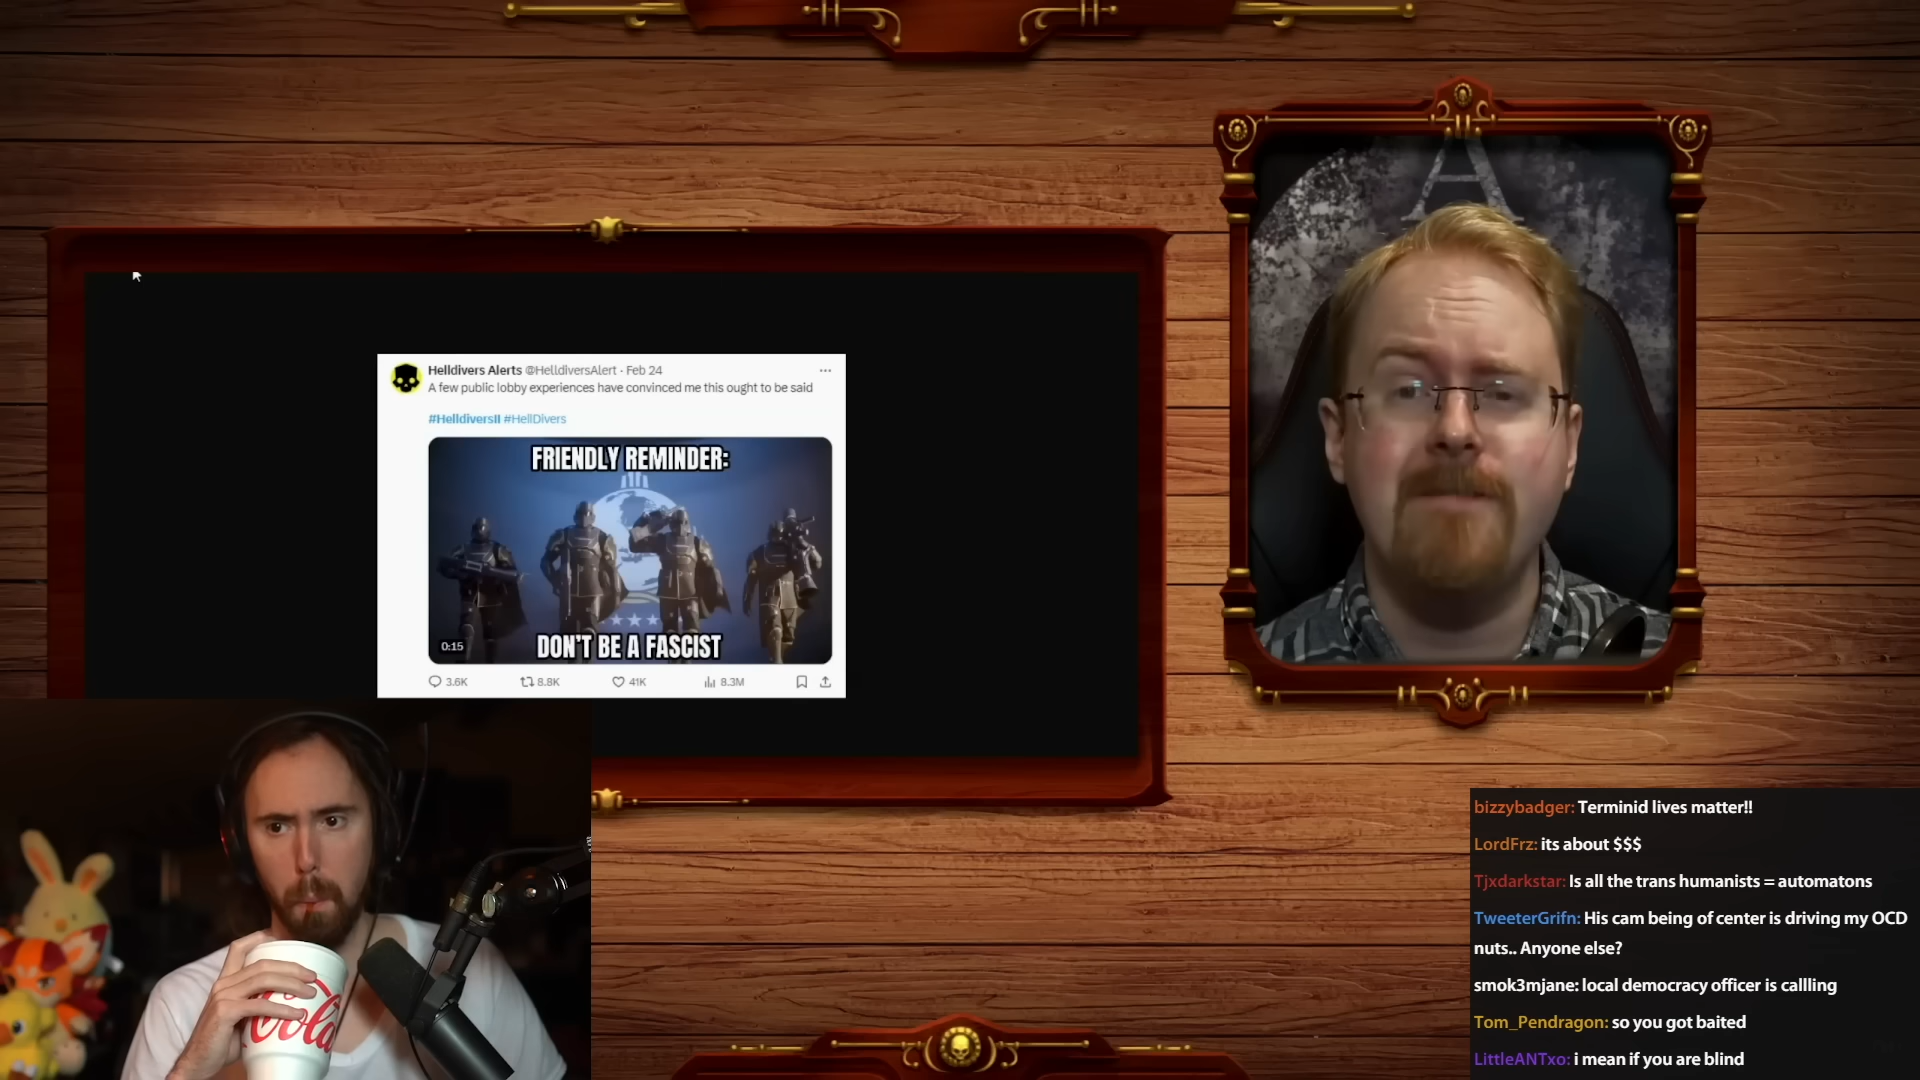 Helldivers Alerts @HelldiversAlert · Feb 24
A few public lobby experiences have convinced me this ought to be said
#HelldiversII #HellDivers
FRIENDLY REMINDER:
DON'T BE A FASCIST
0:15
3.6K 8.8K 41K 8.3M
Cola
bizzybadger: Terminid lives matter!!
LordFrz: its about $$$
Tjxdarkstar: Is all the trans humanists = automatons
TweeterGrifn: His cam being of center is driving my OCD
nuts.. Anyone else?
smok3mjane: local democracy officer is callling
Tom_Pendragon: so you got baited
LittleANTxo: i mean if you are blind